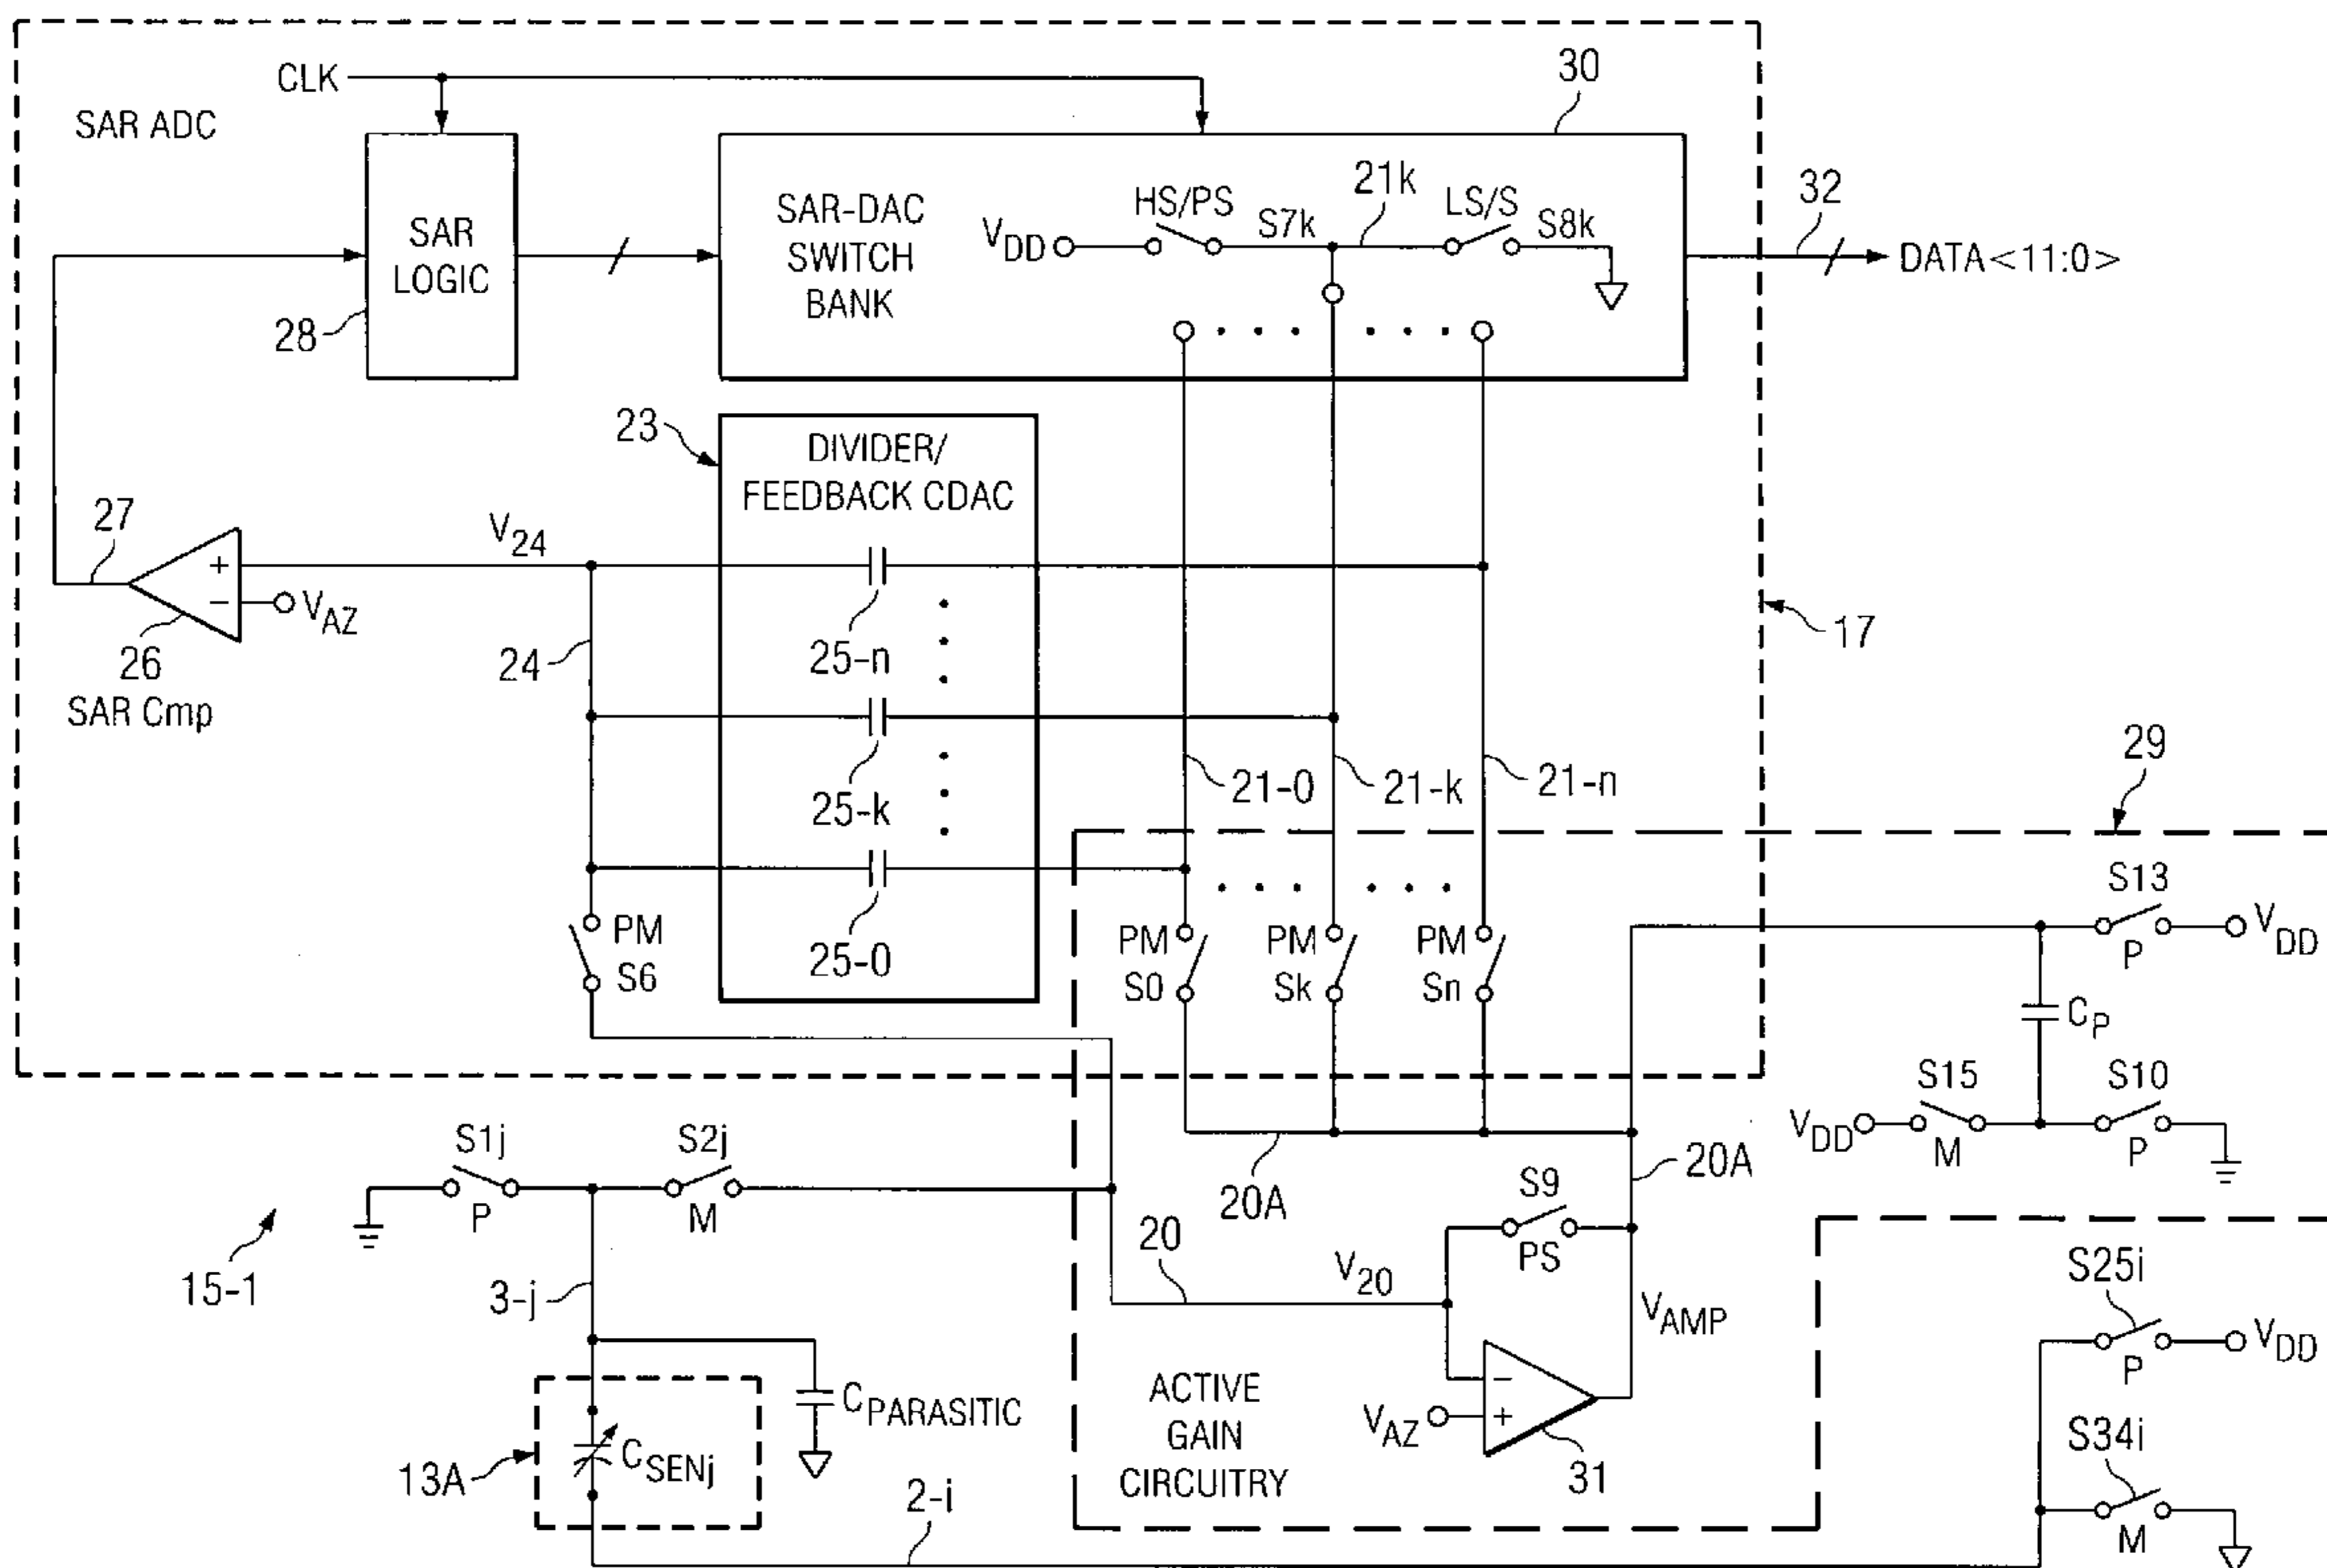 CLK
SAR ADC
30
SAR
LOGIC
28
SAR-DAC
SWITCH
BANK
VDD
HS/PS
S7k
21k
LS/S
S8k
32
DATA<11:0>
23
DIVIDER/
FEEDBACK CDAC
27
V24
+
−
VAZ
26
SAR Cmp
24
25-n
25-k
25-0
21-0
21-k
21-n
17
29
PM
S6
PM
S0
PM
Sk
PM
Sn
S13
P
VDD
CP
S15
VDD
M
S10
P
20A
20A
S1j
P
S2j
M
15-1
3-j
20
V20
S9
PS
VAMP
CPARASITIC
13A
CSENj
ACTIVE
GAIN
CIRCUITRY
VAZ
−
+
31
2-i
S25i
P
VDD
S34i
M